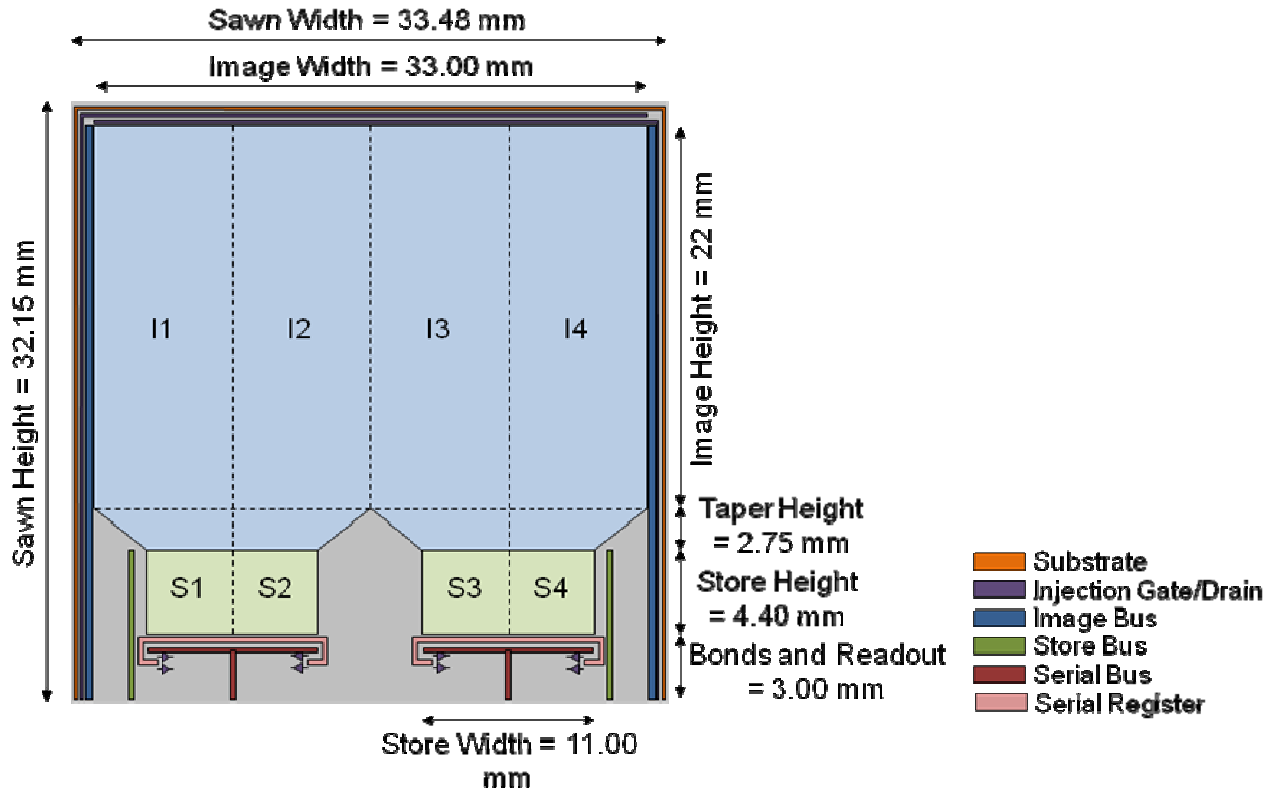 Sawn Width = 33.48 mm
Image Width = 33.00 mm
Sawn Height = 32.15 mm
Image Height = 22 mm
I1
I2
I3
I4
Taper Height
= 2.75 mm
S1
S2
S3
S4
Store Height
= 4.40 mm
Bonds and Readout
= 3.00 mm
Store Width = 11.00
mm
Substrate
Injection Gate/Drain
Image Bus
Store Bus
Serial Bus
Serial Register